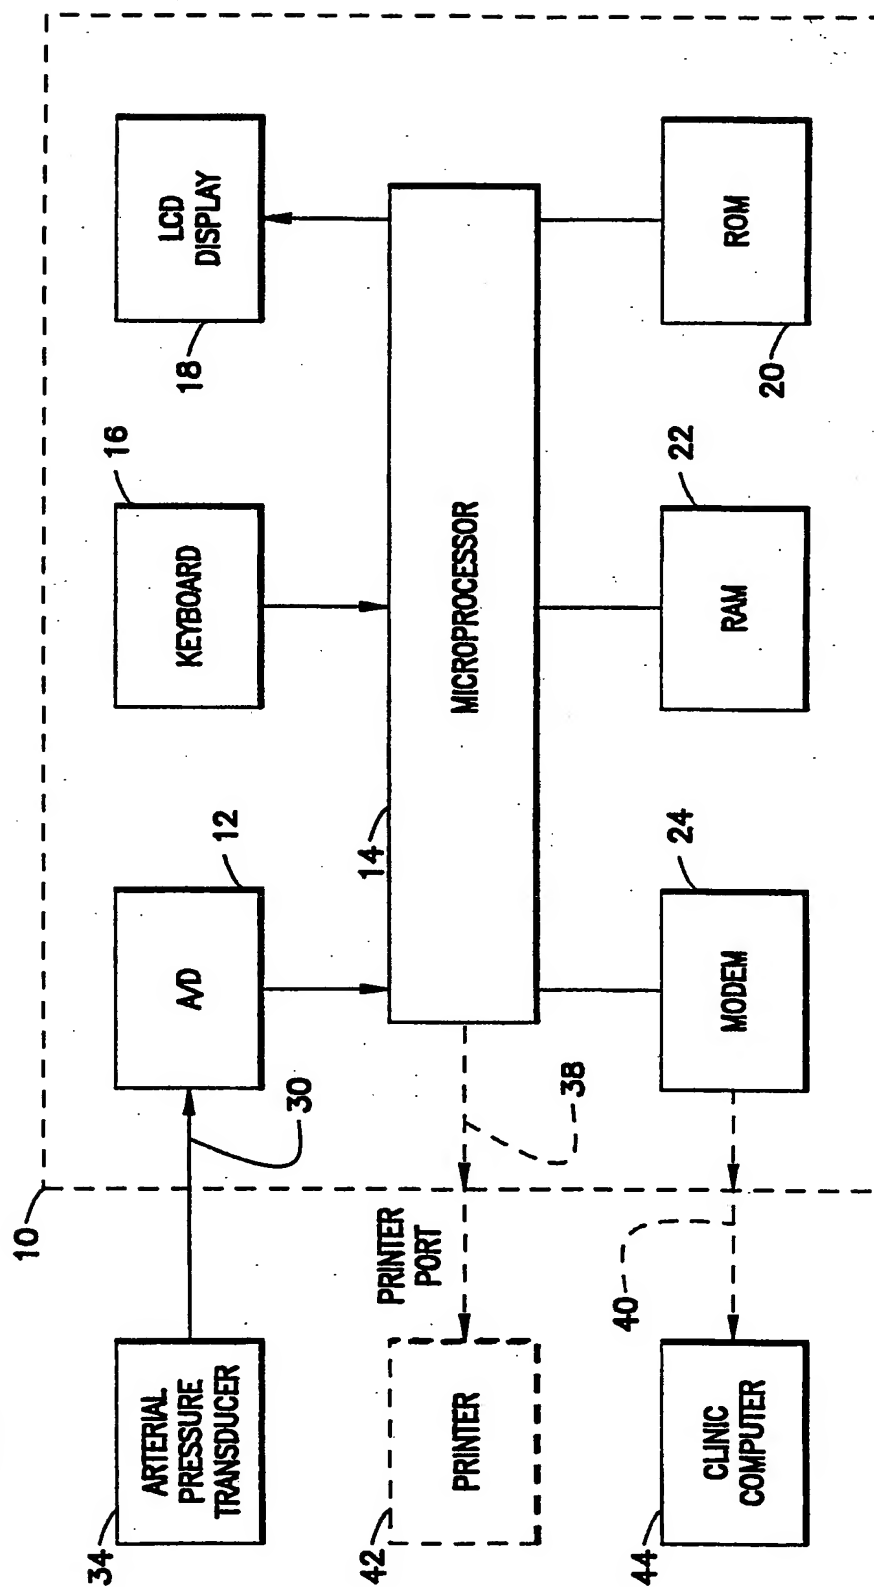 10
34
ARTERIAL
PRESSURE
TRANSDUCER
30
A/D
12
KEYBOARD
16
LCD
DISPLAY
18
42
PRINTER
PRINTER
PORT
38
14
MICROPROCESSOR
44
CLINIC
COMPUTER
40
MODEM
24
RAM
22
ROM
20